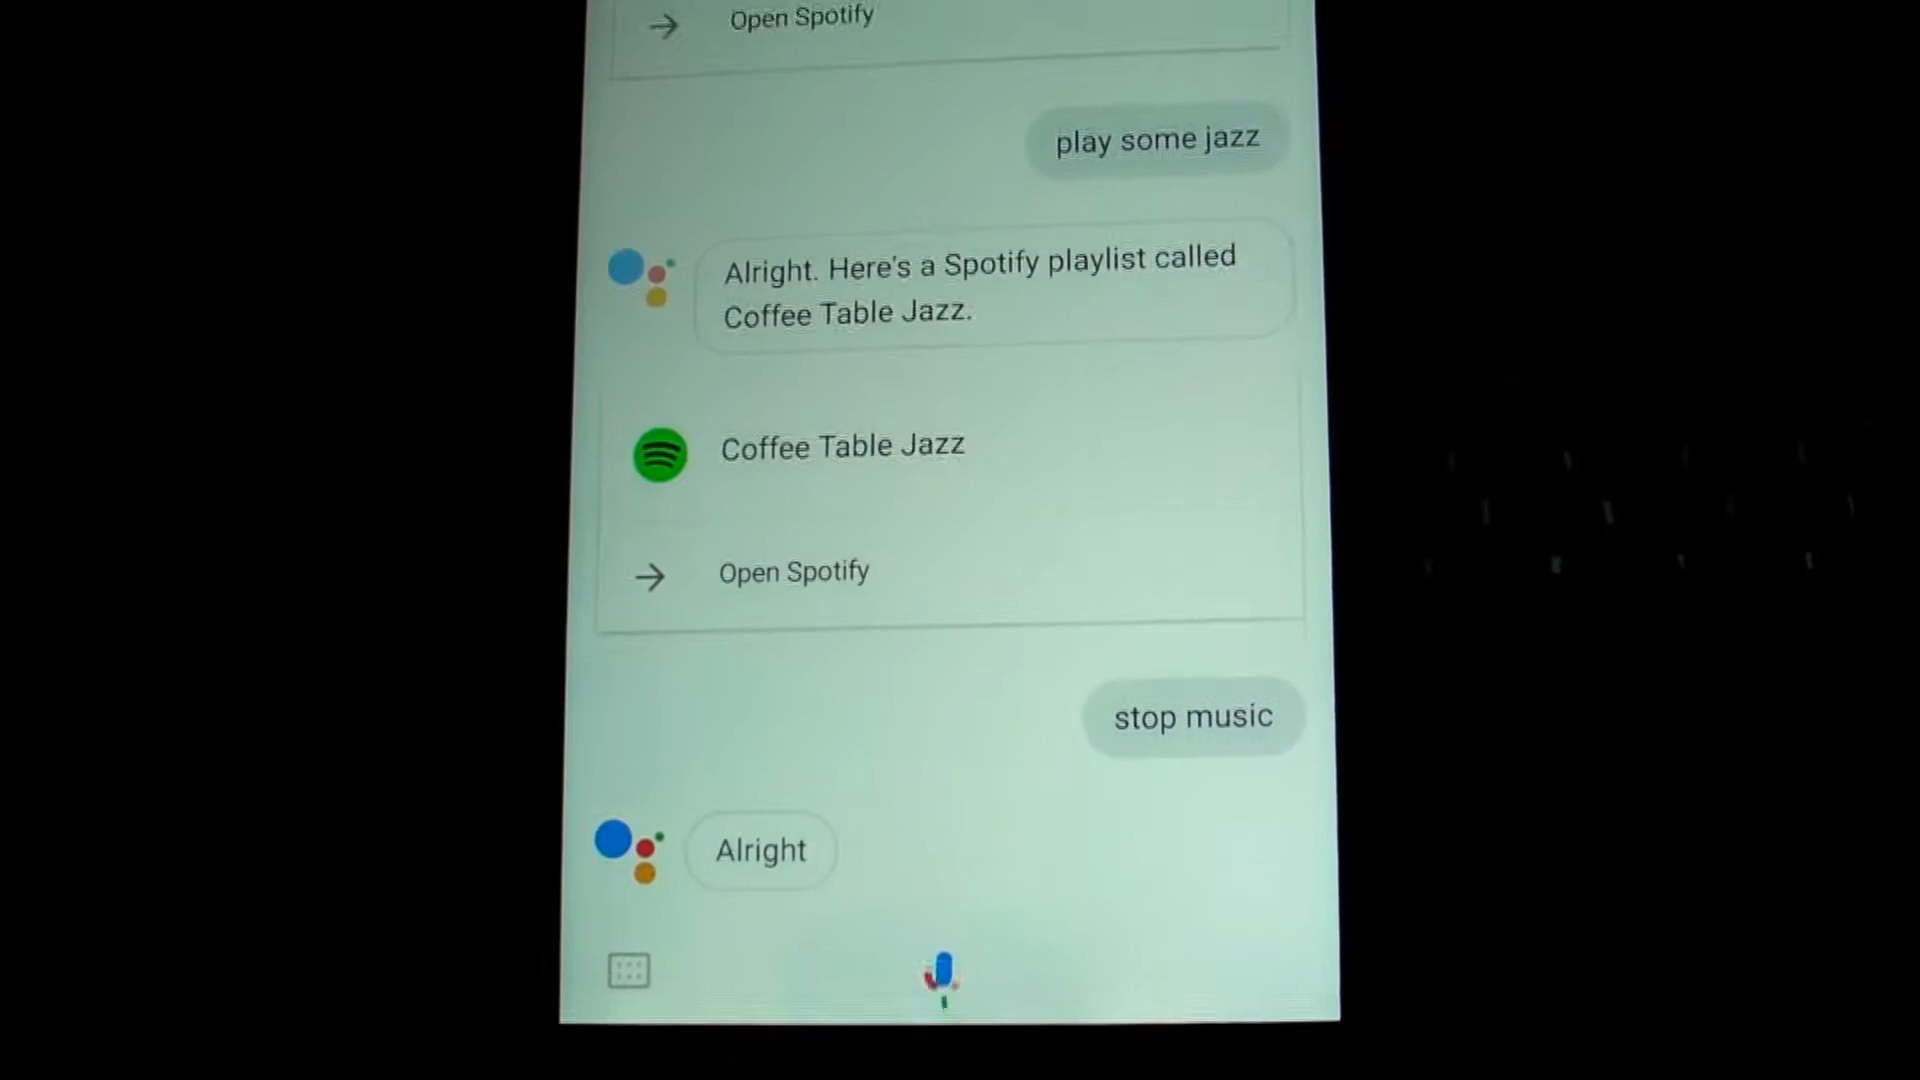 Open Spotify
play some jazz
Alright. Here's a Spotify playlist called
Coffee Table Jazz.
Coffee Table Jazz
Open Spotify
stop music
Alright